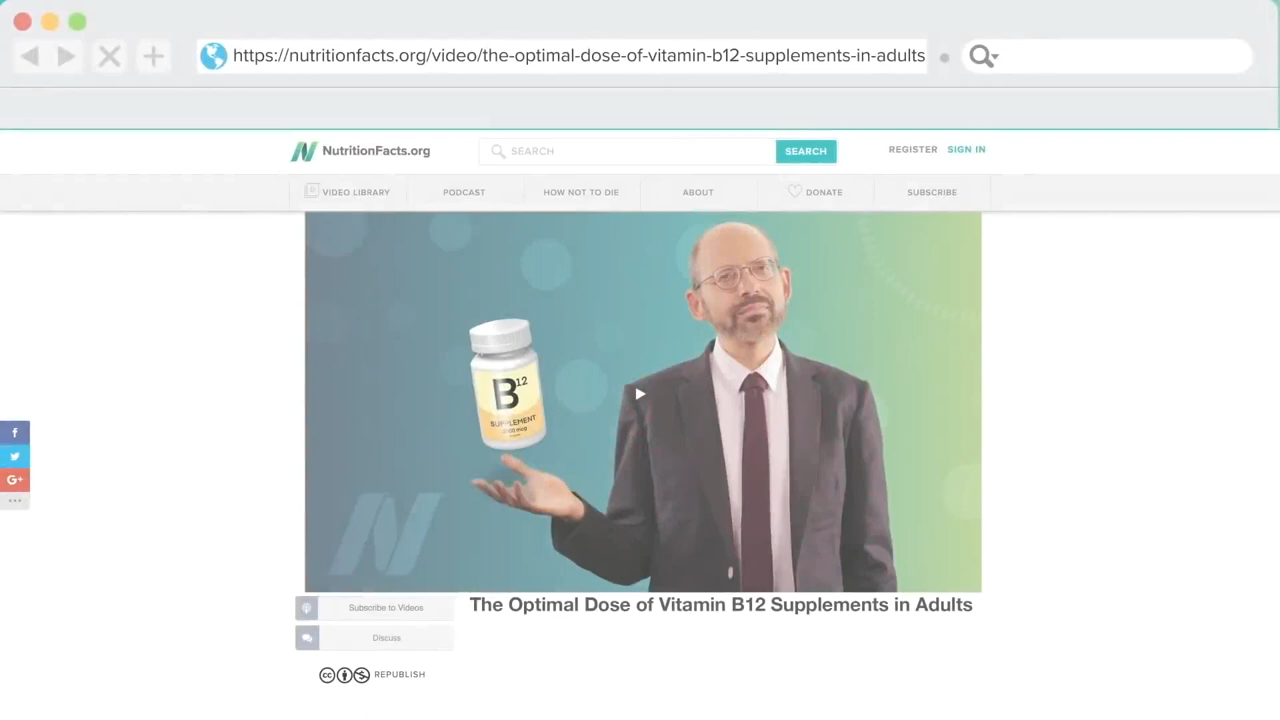 https://nutritionfacts.org/video/the-optimal-dose-of-vitamin-b12-supplements-in-adults
NutritionFacts.org
SEARCH
SEARCH
REGISTER SIGN IN
VIDEO LIBRARY
PODCAST
HOW NOT TO DIE
ABOUT
DONATE
SUBSCRIBE
B12
SUPPLEMENT
f
G+
Subscribe to Videos
The Optimal Dose of Vitamin B12 Supplements in Adults
Discuss
cc
REPUBLISH